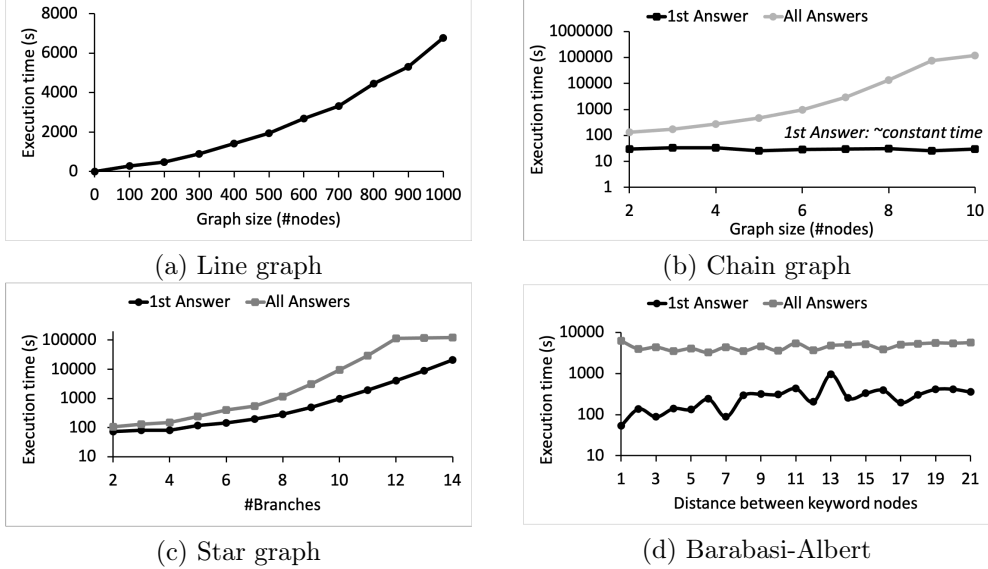 8000
6000
4000
2000
0
Execution time (s)
0 100 200 300 400 500 600 700 800 900 1000
Graph size (#nodes)
(a) Line graph
1st Answer All Answers
1000000
100000
10000
1000
100
10
1
Execution time (s)
1st Answer: ~constant time
2 4 6 8 10
Graph size (#nodes)
(b) Chain graph
1st Answer All Answers
100000
10000
1000
100
10
Execution time (s)
2 4 6 8 10 12 14
#Branches
(c) Star graph
1st Answer All Answers
10000
1000
100
10
Execution time (s)
1 3 5 7 9 11 13 15 17 19 21
Distance between keyword nodes
(d) Barabasi-Albert